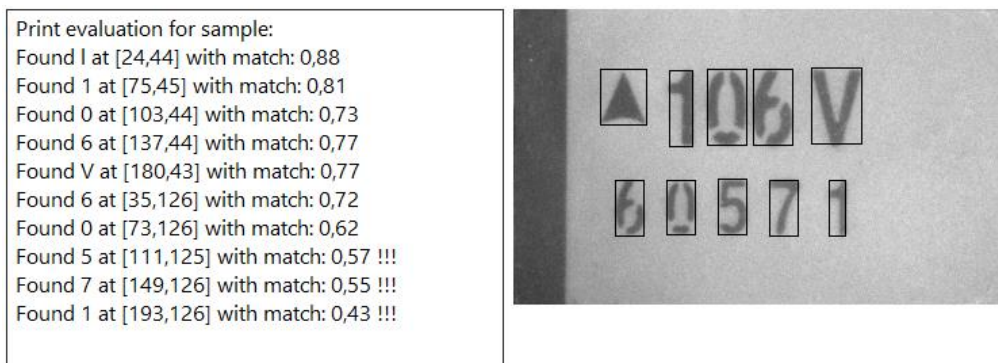 Print evaluation for sample:
Found l at [24,44] with match: 0,88
Found 1 at [75,45] with match: 0,81
Found 0 at [103,44] with match: 0,73
Found 6 at [137,44] with match: 0,77
Found V at [180,43] with match: 0,77
Found 6 at [35,126] with match: 0,72
Found 0 at [73,126] with match: 0,62
Found 5 at [111,125] with match: 0,57 !!!
Found 7 at [149,126] with match: 0,55 !!!
Found 1 at [193,126] with match: 0,43 !!!
106V
60571